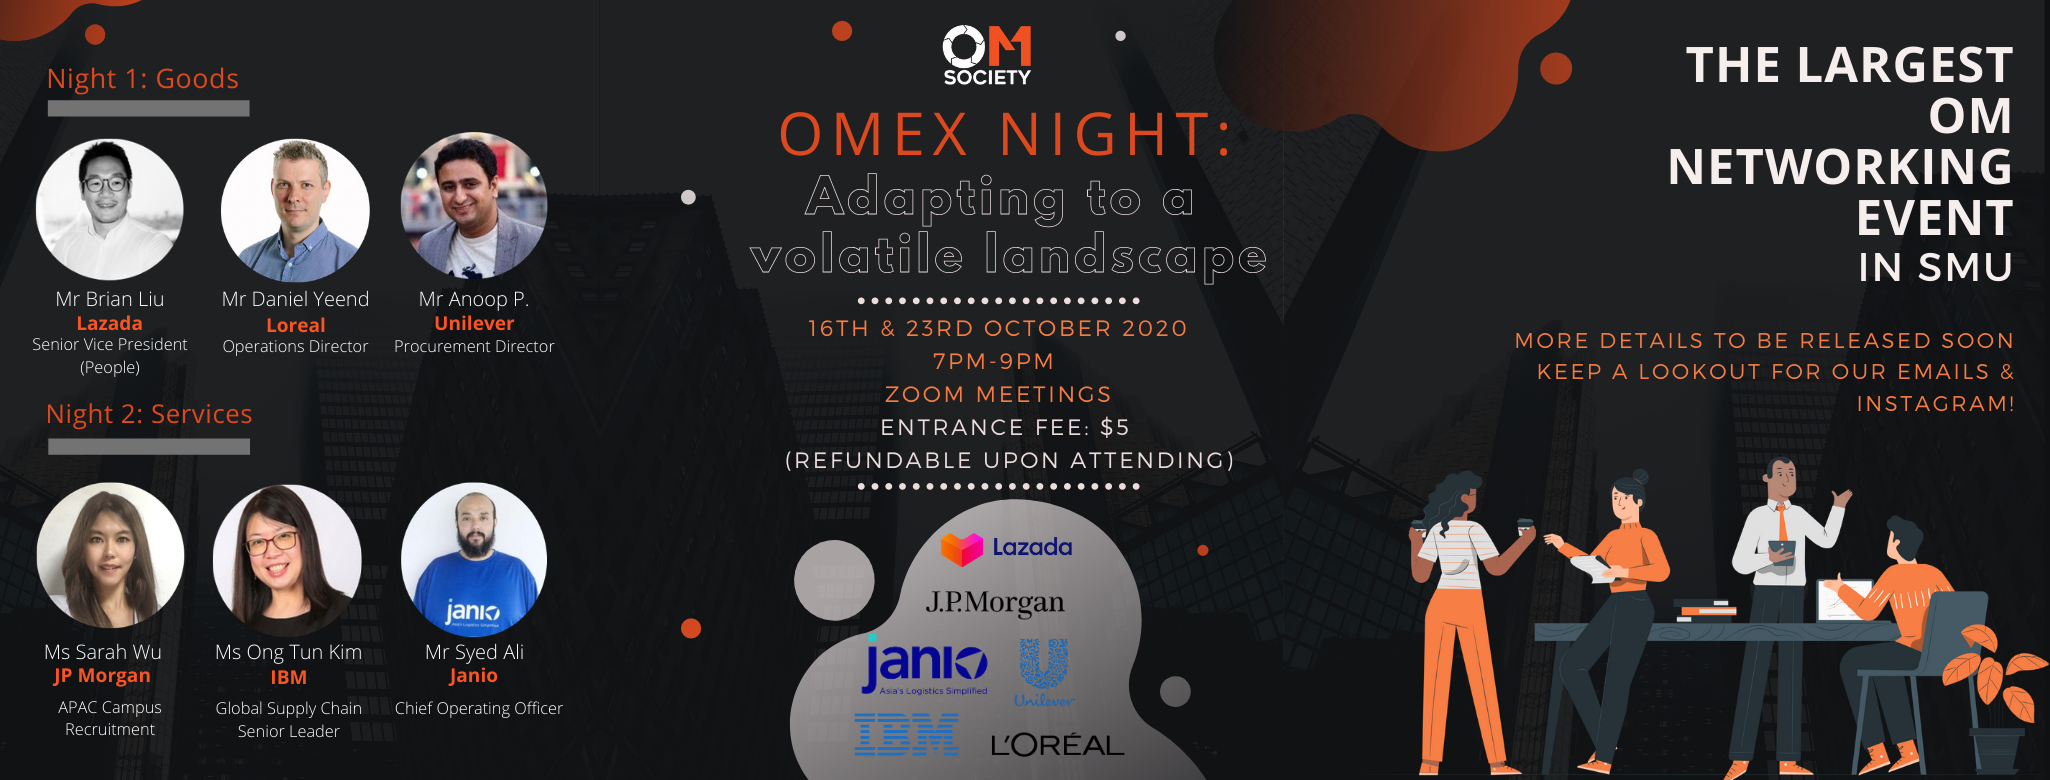 Night 1: Goods
Mr Brian Liu
Lazada
Senior Vice President
(People)
Mr Daniel Yeend
Loreal
Operations Director
Mr Anoop P.
Unilever
Procurement Director
Night 2: Services
Ms Sarah Wu
JP Morgan
APAC Campus
Recruitment
Ms Ong Tun Kim
IBM
Global Supply Chain
Senior Leader
janio
Asia's Logistics Simplified
Mr Syed Ali
Janio
Chief Operating Officer
OM
SOCIETY
OMEX NIGHT:
Adapting to a
volatile landscape
16TH & 23RD OCTOBER 2020
7PM-9PM
ZOOM MEETINGS
ENTRANCE FEE: $5
(REFUNDABLE UPON ATTENDING)
Lazada
J.P.Morgan
janio
Asia's Logistics Simplified
Unilever
IBM
L'ORÉAL
THE LARGEST
OM
NETWORKING
EVENT
IN SMU
MORE DETAILS TO BE RELEASED SOON
KEEP A LOOKOUT FOR OUR EMAILS &
INSTAGRAM!